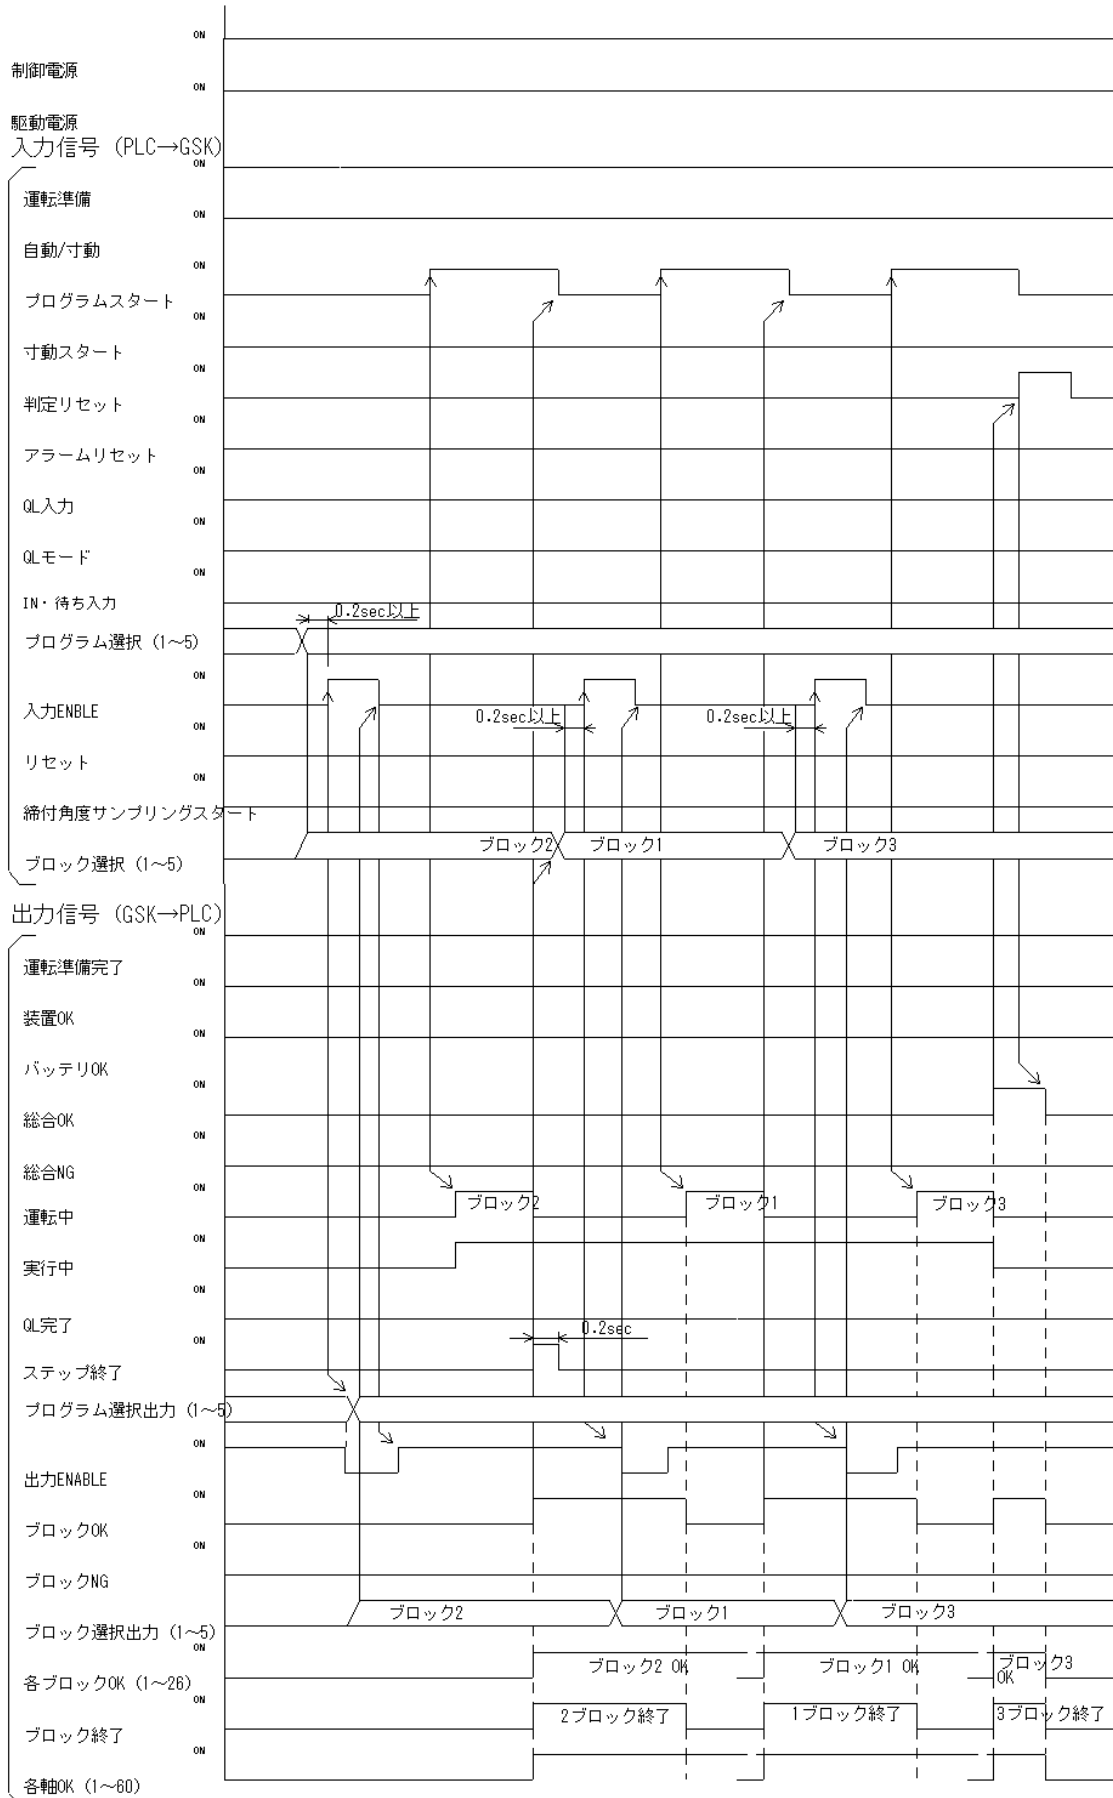 ON
制御電源
ON
駆動電源
入力信号 (PLC→GSK)
ON
運転準備
ON
自動/寸動
ON
プログラムスタート
ON
寸動スタート
ON
判定リセット
ON
アラームリセット
ON
QL入力
ON
QLモード
ON
IN・待ち入力
0.2sec以上
プログラム選択 (1~5)
ON
入力ENBLE
0.2sec以上 0.2sec以上
ON
リセット
ON
締付角度サンプリングスタート
ブロック2 ブロック1 ブロック3
ブロック選択 (1~5)
出力信号 (GSK→PLC)
ON
運転準備完了
ON
装置OK
ON
バッテリOK
ON
総合OK
ON
総合NG
ON
ブロック2 ブロック1 ブロック3
運転中
ON
実行中
ON
QL完了
0.2sec
ON
ステップ終了
プログラム選択出力 (1~5)
ON
出力ENABLE
ON
ブロックOK
ON
ブロックNG
ブロック2 ブロック1 ブロック3
ブロック選択出力 (1~5)
ON
ブロック2 OK ブロック1 OK ブロック3
OK
各ブロックOK (1~26)
ON
2ブロック終了 1ブロック終了 3ブロック終了
ブロック終了
ON
各軸OK (1~60)